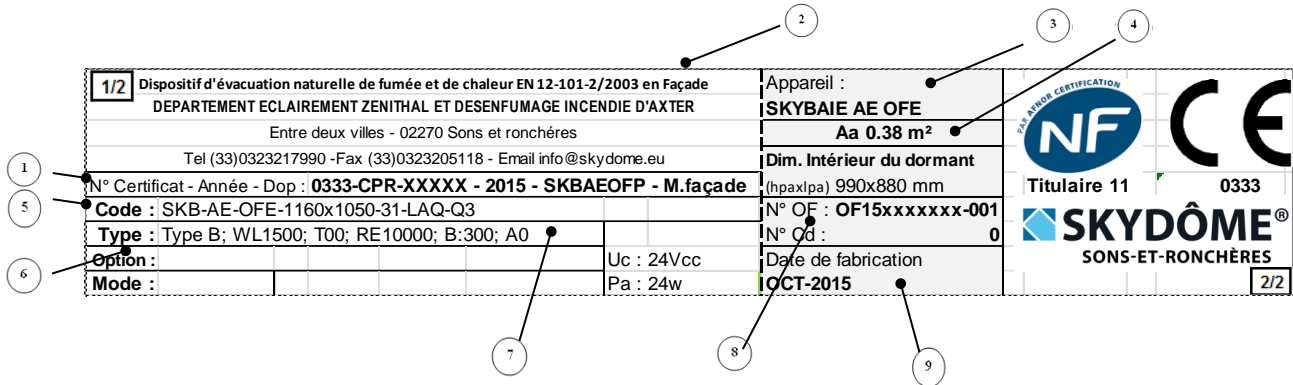 2
3
4
1/2 Dispositif d'évacuation naturelle de fumée et de chaleur EN 12-101-2/2003 en Façade
DEPARTEMENT ECLAIREMENT ZENITHAL ET DESENFUMAGE INCENDIE D'AXTER
Entre deux villes - 02270 Sons et ronchéres
Tel (33)0323217990 -Fax (33)0323205118 - Email info@skydome.eu
1
N° Certificat - Année - Dop : 0333-CPR-XXXXX - 2015 - SKBAEOFP - M.façade
5
Code : SKB-AE-OFE-1160x1050-31-LAQ-Q3
Type : Type B; WL1500; T00; RE10000; B:300; A0
6
Option :
Uc : 24Vcc
Mode :
Pa : 24w
Appareil :
SKYBAIE AE OFE
Aa 0.38 m²
Dim. Intérieur du dormant
(hpaxlpa) 990x880 mm
N° OF : OF15xxxxxxx-001
N° Cd : 0
Date de fabrication
OCT-2015
PAR AFNOR CERTIFICATION
NF
CE
Titulaire 11
0333
SKYDÔME®
SONS-ET-RONCHÈRES
2/2
7
8
9